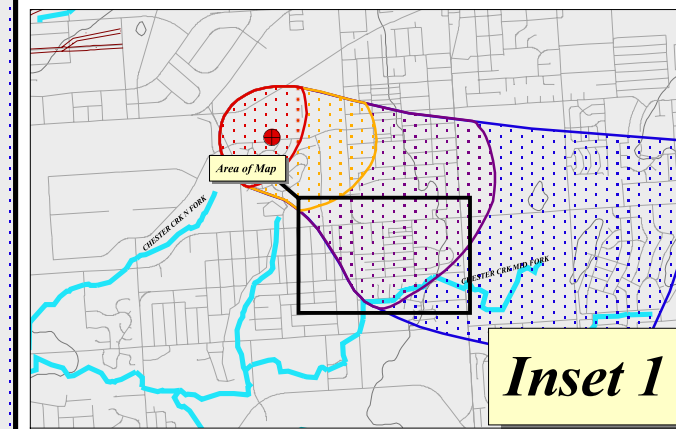 Area of Map
CHESTER CRK N FORK
CHESTER CRK MID FORK
Inset 1